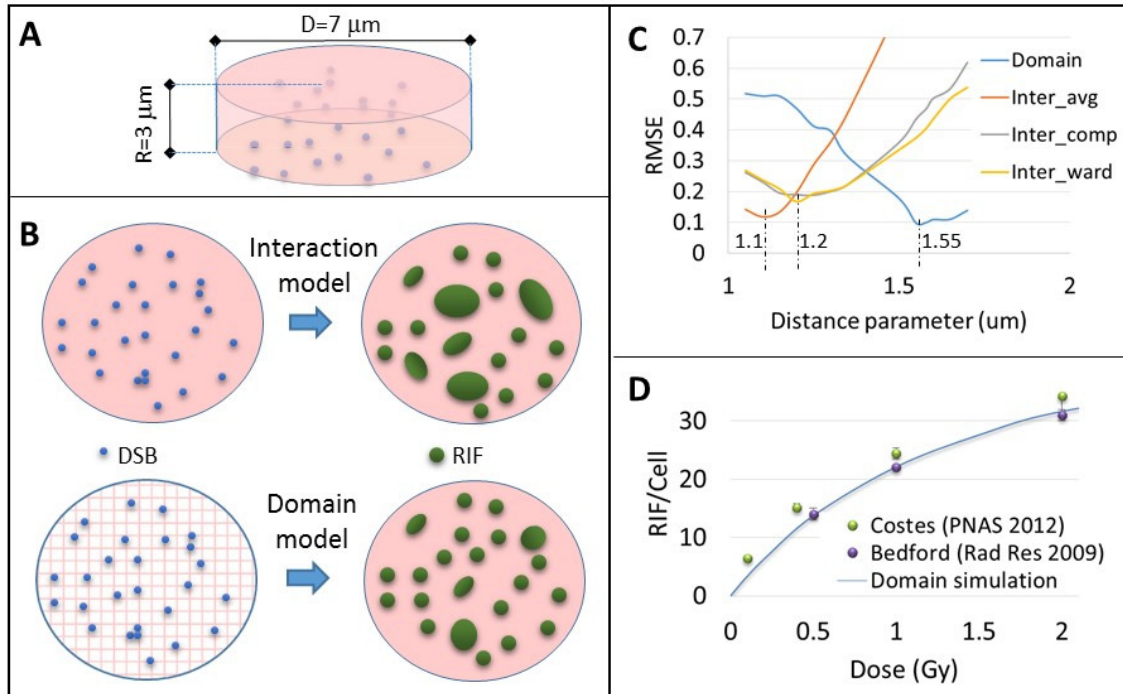 A
D=7 μm
R=3 μm
B
Interaction
model
DSB
RIF
Domain
model
C
0.7
0.6
0.5
0.4
0.3
0.2
0.1
0
RMSE
Domain
Inter_avg
Inter_comp
Inter_ward
1.1
1.2
1.55
1
1.5
2
Distance parameter (um)
D
30
20
10
0
RIF/Cell
Costes (PNAS 2012)
Bedford (Rad Res 2009)
Domain simulation
0
0.5
1
1.5
2
Dose (Gy)